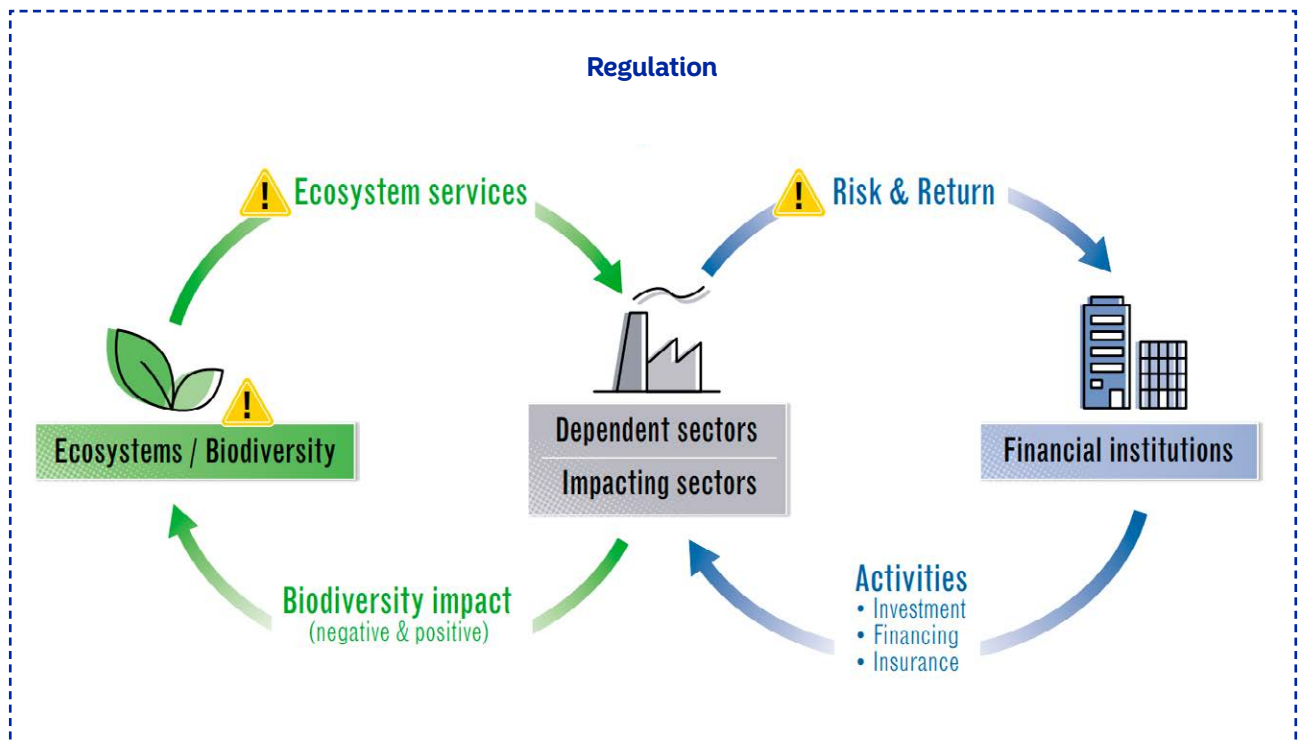 Regulation
! Ecosystem services
! Risk & Return
!
Ecosystems / Biodiversity
Dependent sectors
Impacting sectors
Financial institutions
Biodiversity impact
(negative & positive)
Activities
• Investment
• Financing
• Insurance